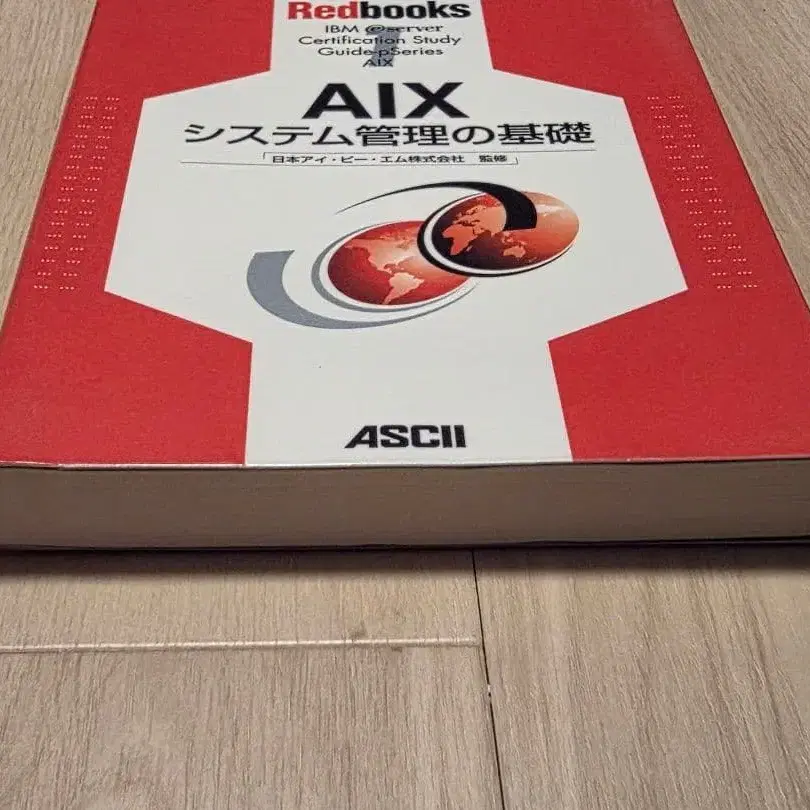 Redbooks
IBM @server
Certification Study
Guide-pSeries
AIX
1
AIX
システム管理の基礎
「日本アイ・ビー・エム株式会社 監修」
ASCII